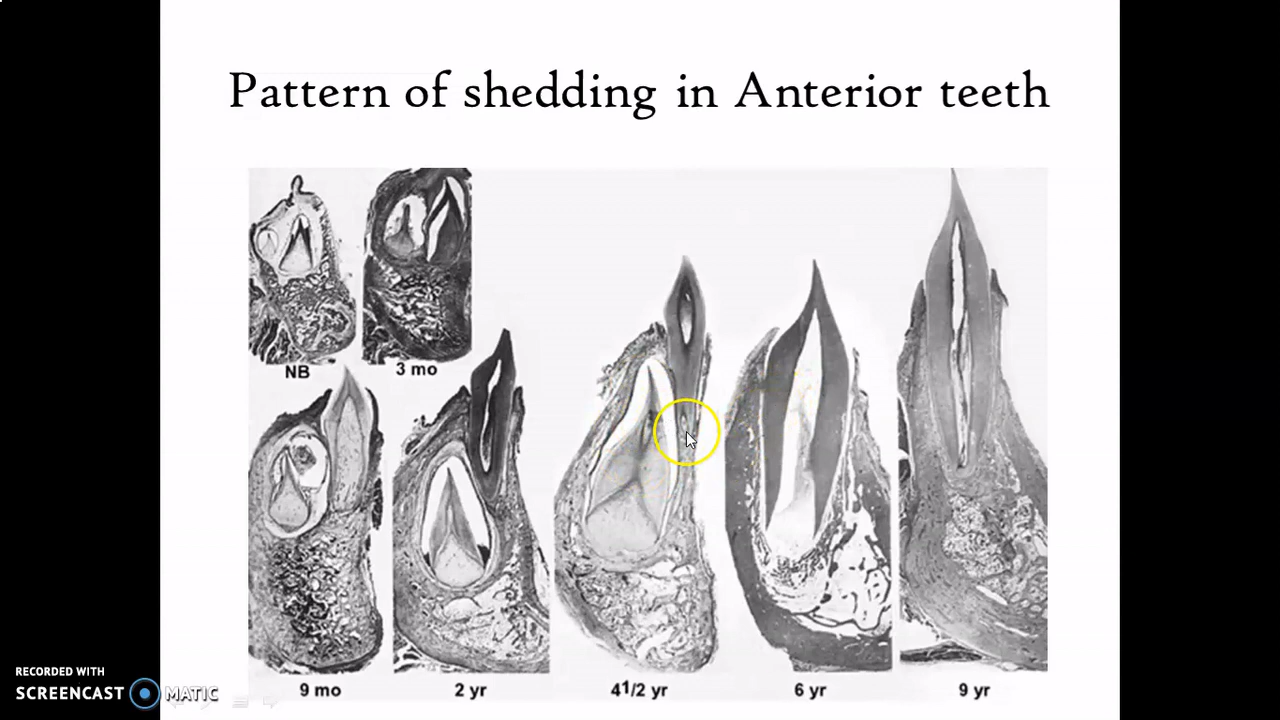 Pattern of shedding in Anterior teeth
NB
3 mo
9 mo
2 yr
41/2 yr
6 yr
9 yr
RECORDED WITH
SCREENCAST MATIC